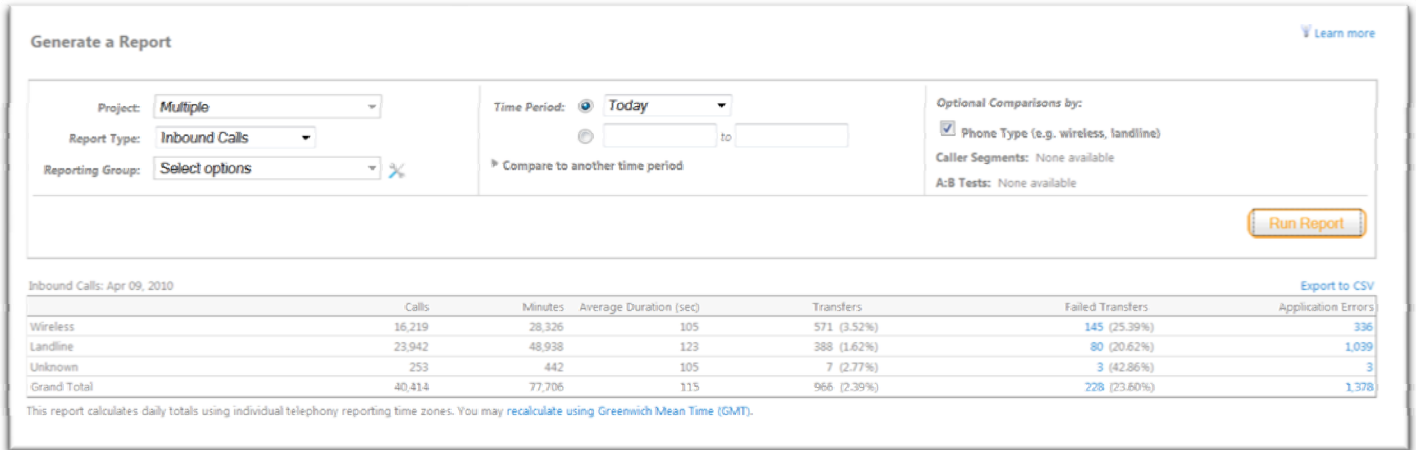 Generate a Report
Learn more
Project: Multiple
Report Type: Inbound Calls
Reporting Group: Select options
Time Period: Today
to
Compare to another time period
Optional Comparisons by:
Phone Type (e.g. wireless, landline)
Caller Segments: None available
A:B Tests: None available
Run Report
Inbound Calls: Apr 09, 2010
Export to CSV
Calls Minutes Average Duration (sec) Transfers Failed Transfers Application Errors
Wireless 16,219 28,326 105 571 (3.52%) 145 (25.39%) 336
Landline 23,942 48,938 123 388 (1.62%) 80 (20.62%) 1,039
Unknown 253 442 105 7 (2.77%) 3 (42.86%) 3
Grand Total 40,414 77,706 115 966 (2.39%) 228 (23.60%) 1,378
This report calculates daily totals using individual telephony reporting time zones. You may recalculate using Greenwich Mean Time (GMT).